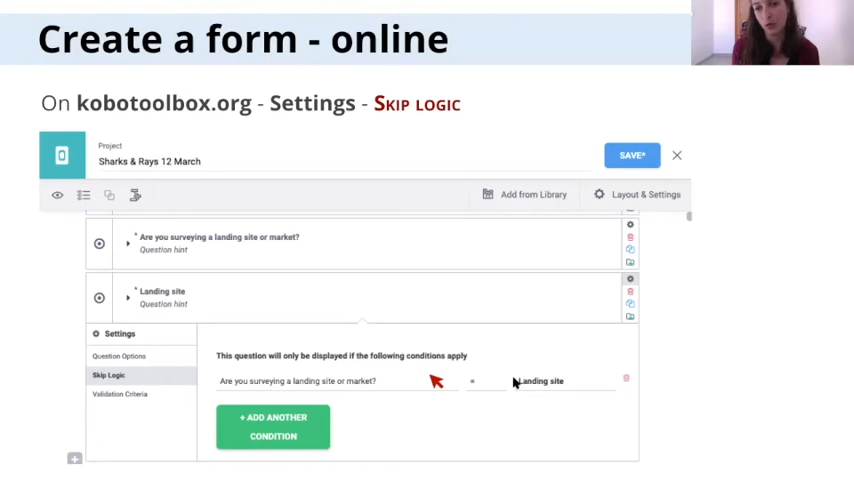 Create a form - online
On kobotoolbox.org - Settings - SKIP LOGIC
Project
Sharks & Rays 12 March
SAVE*
Add from Library
Layout & Settings
* Are you surveying a landing site or market?
Question hint
* Landing site
Question hint
Settings
Question Options
Skip Logic
Validation Criteria
This question will only be displayed if the following conditions apply
Are you surveying a landing site or market? = Landing site
+ ADD ANOTHER
CONDITION